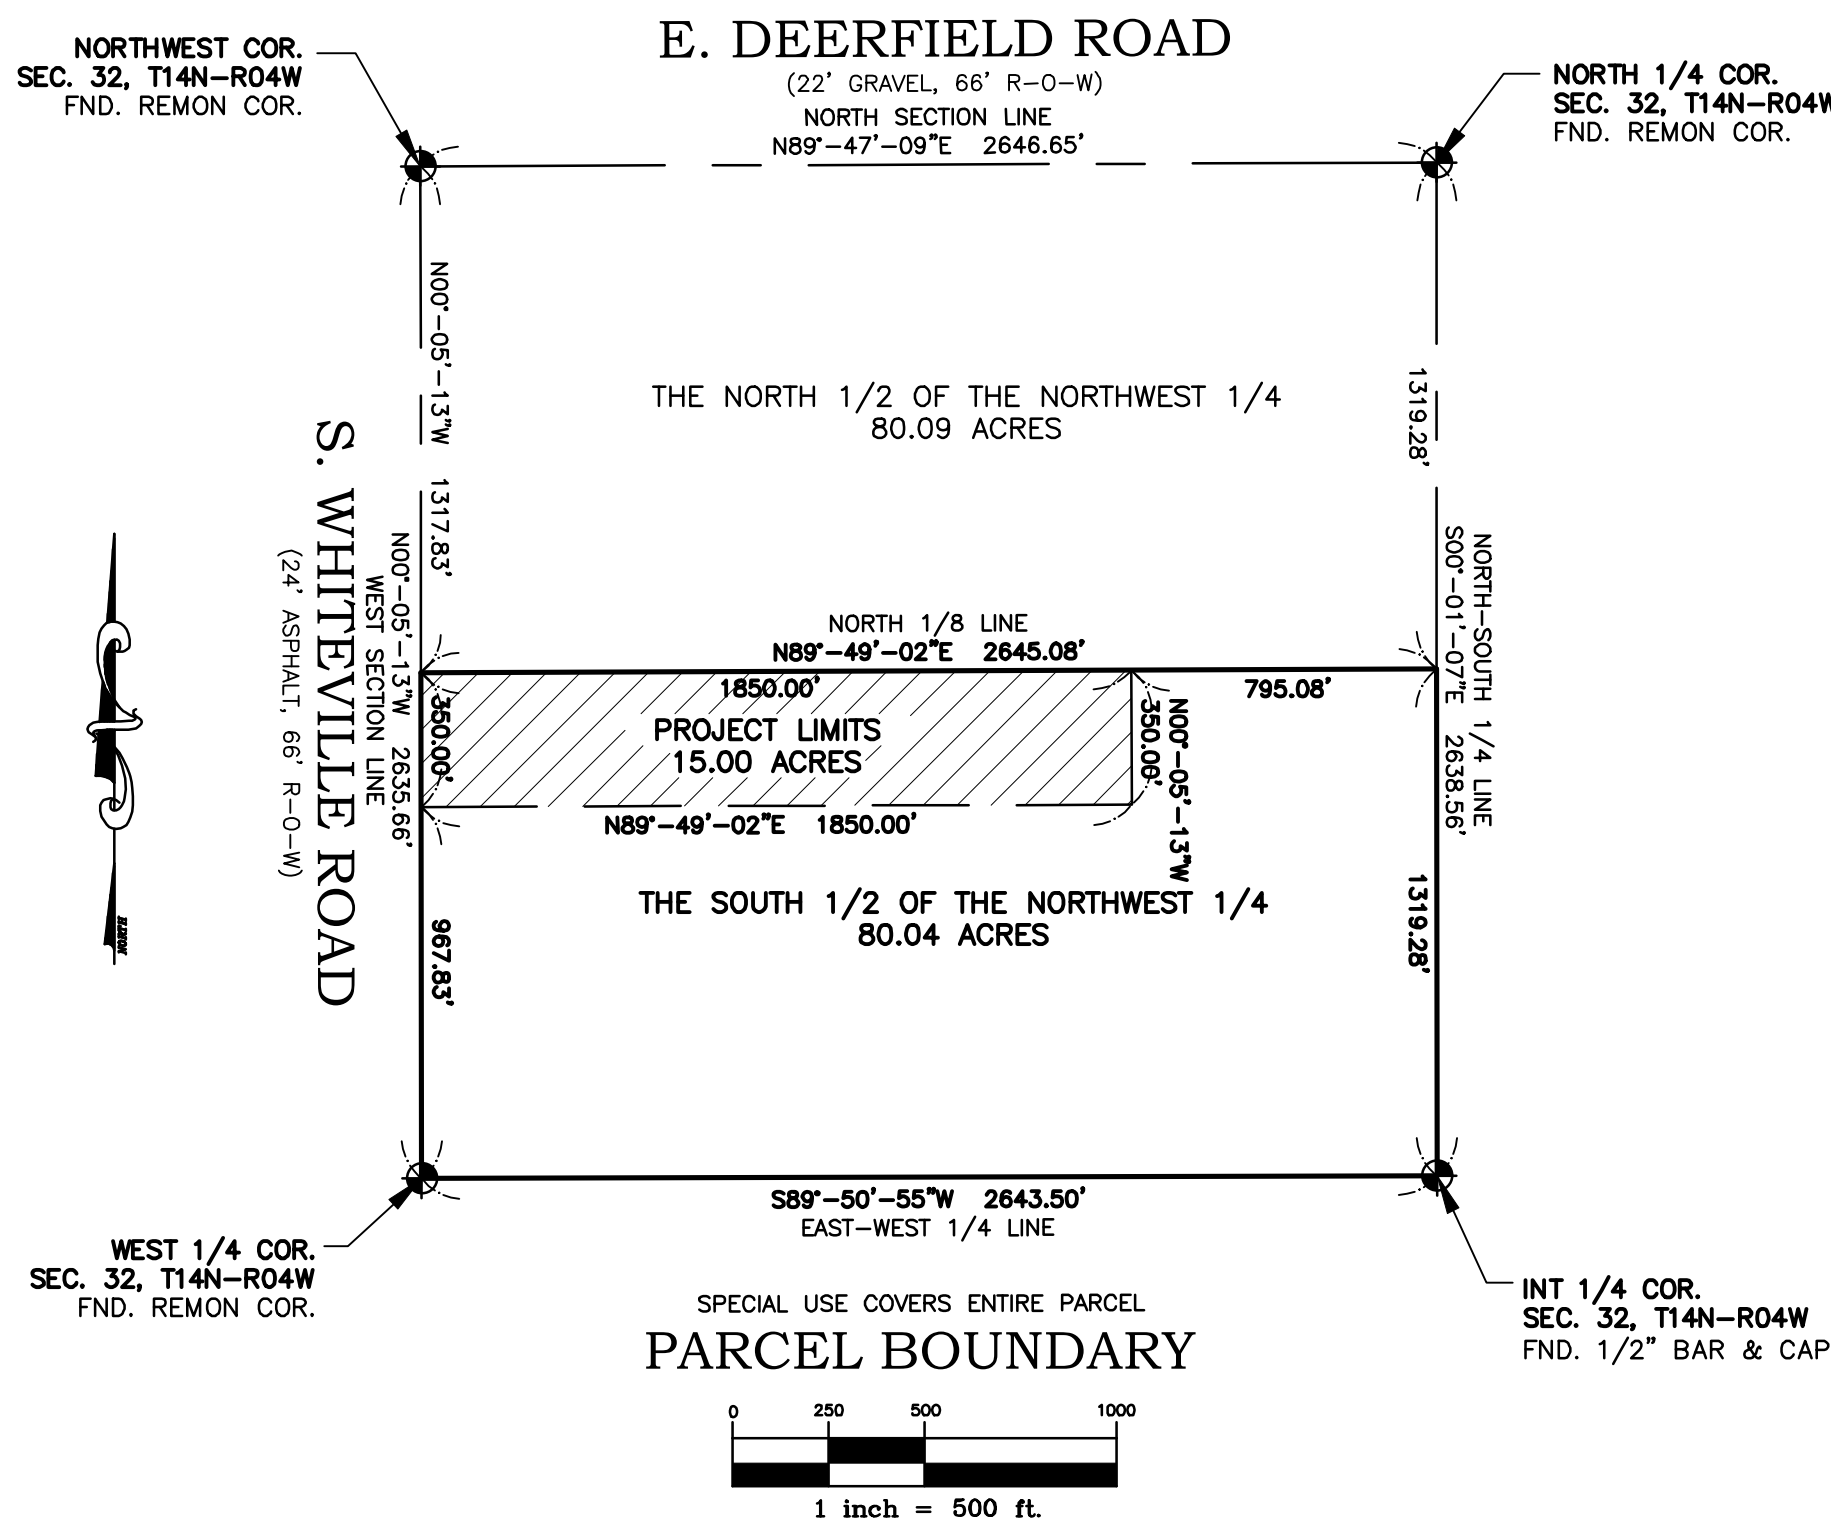 E. DEERFIELD ROAD
(22' GRAVEL, 66' R-O-W)
NORTH SECTION LINE
N89°-47'-09"E 2646.65'
NORTHWEST COR.
SEC. 32, T14N-R04W
FND. REMON COR.
NORTH 1/4 COR.
SEC. 32, T14N-R04W
FND. REMON COR.
N00°-05'-13"W 1317.83'
1319.28'
THE NORTH 1/2 OF THE NORTHWEST 1/4
80.09 ACRES
S. WHITEVILLE ROAD
(24' ASPHALT, 66' R-O-W)
N00°-05'-13"W 2635.66'
WEST SECTION LINE
NORTH-SOUTH 1/4 LINE
S00°-01'-07"E 2638.56'
NORTH 1/8 LINE
N89°-49'-02"E 2645.08'
1850.00'
795.08'
350.00'
PROJECT LIMITS
15.00 ACRES
N00°-05'-13"W
350.00'
N89°-49'-02"E 1850.00'
THE SOUTH 1/2 OF THE NORTHWEST 1/4
80.04 ACRES
967.83'
1319.28'
NORTH
S89°-50'-55"W 2643.50'
EAST-WEST 1/4 LINE
WEST 1/4 COR.
SEC. 32, T14N-R04W
FND. REMON COR.
INT 1/4 COR.
SEC. 32, T14N-R04W
FND. 1/2" BAR & CAP
SPECIAL USE COVERS ENTIRE PARCEL
PARCEL BOUNDARY
0 250 500 1000
1 inch = 500 ft.